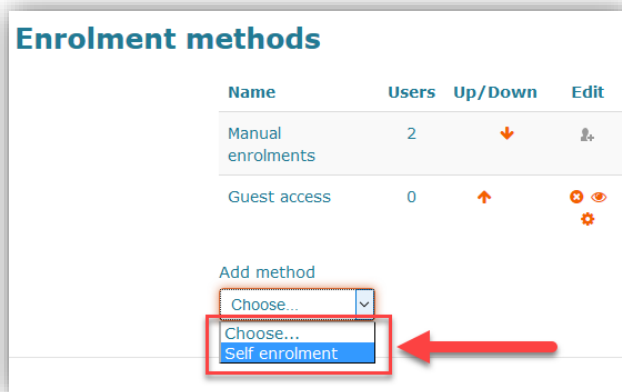 Enrolment methods
Name Users Up/Down Edit
Manual enrolments 2
Guest access 0
Add method
Choose...
Choose...
Self enrolment